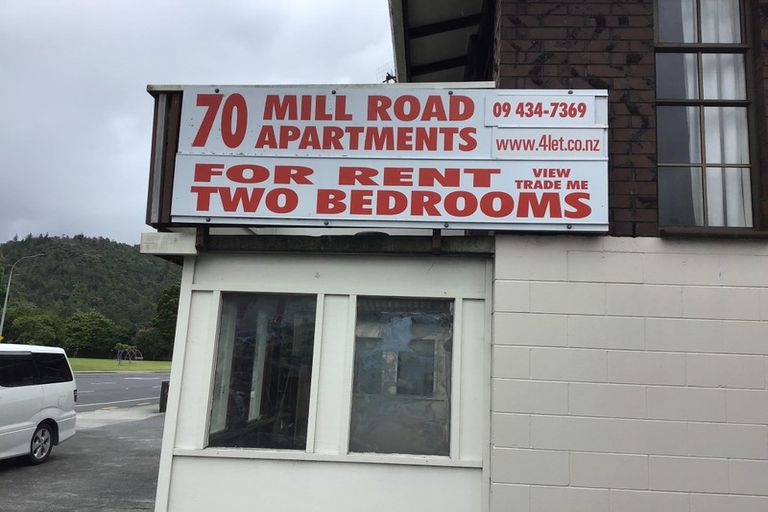 70 MILL ROAD
APARTMENTS
09 434-7369
www.4let.co.nz
FOR RENT
TWO BEDROOMS
VIEW
TRADE ME